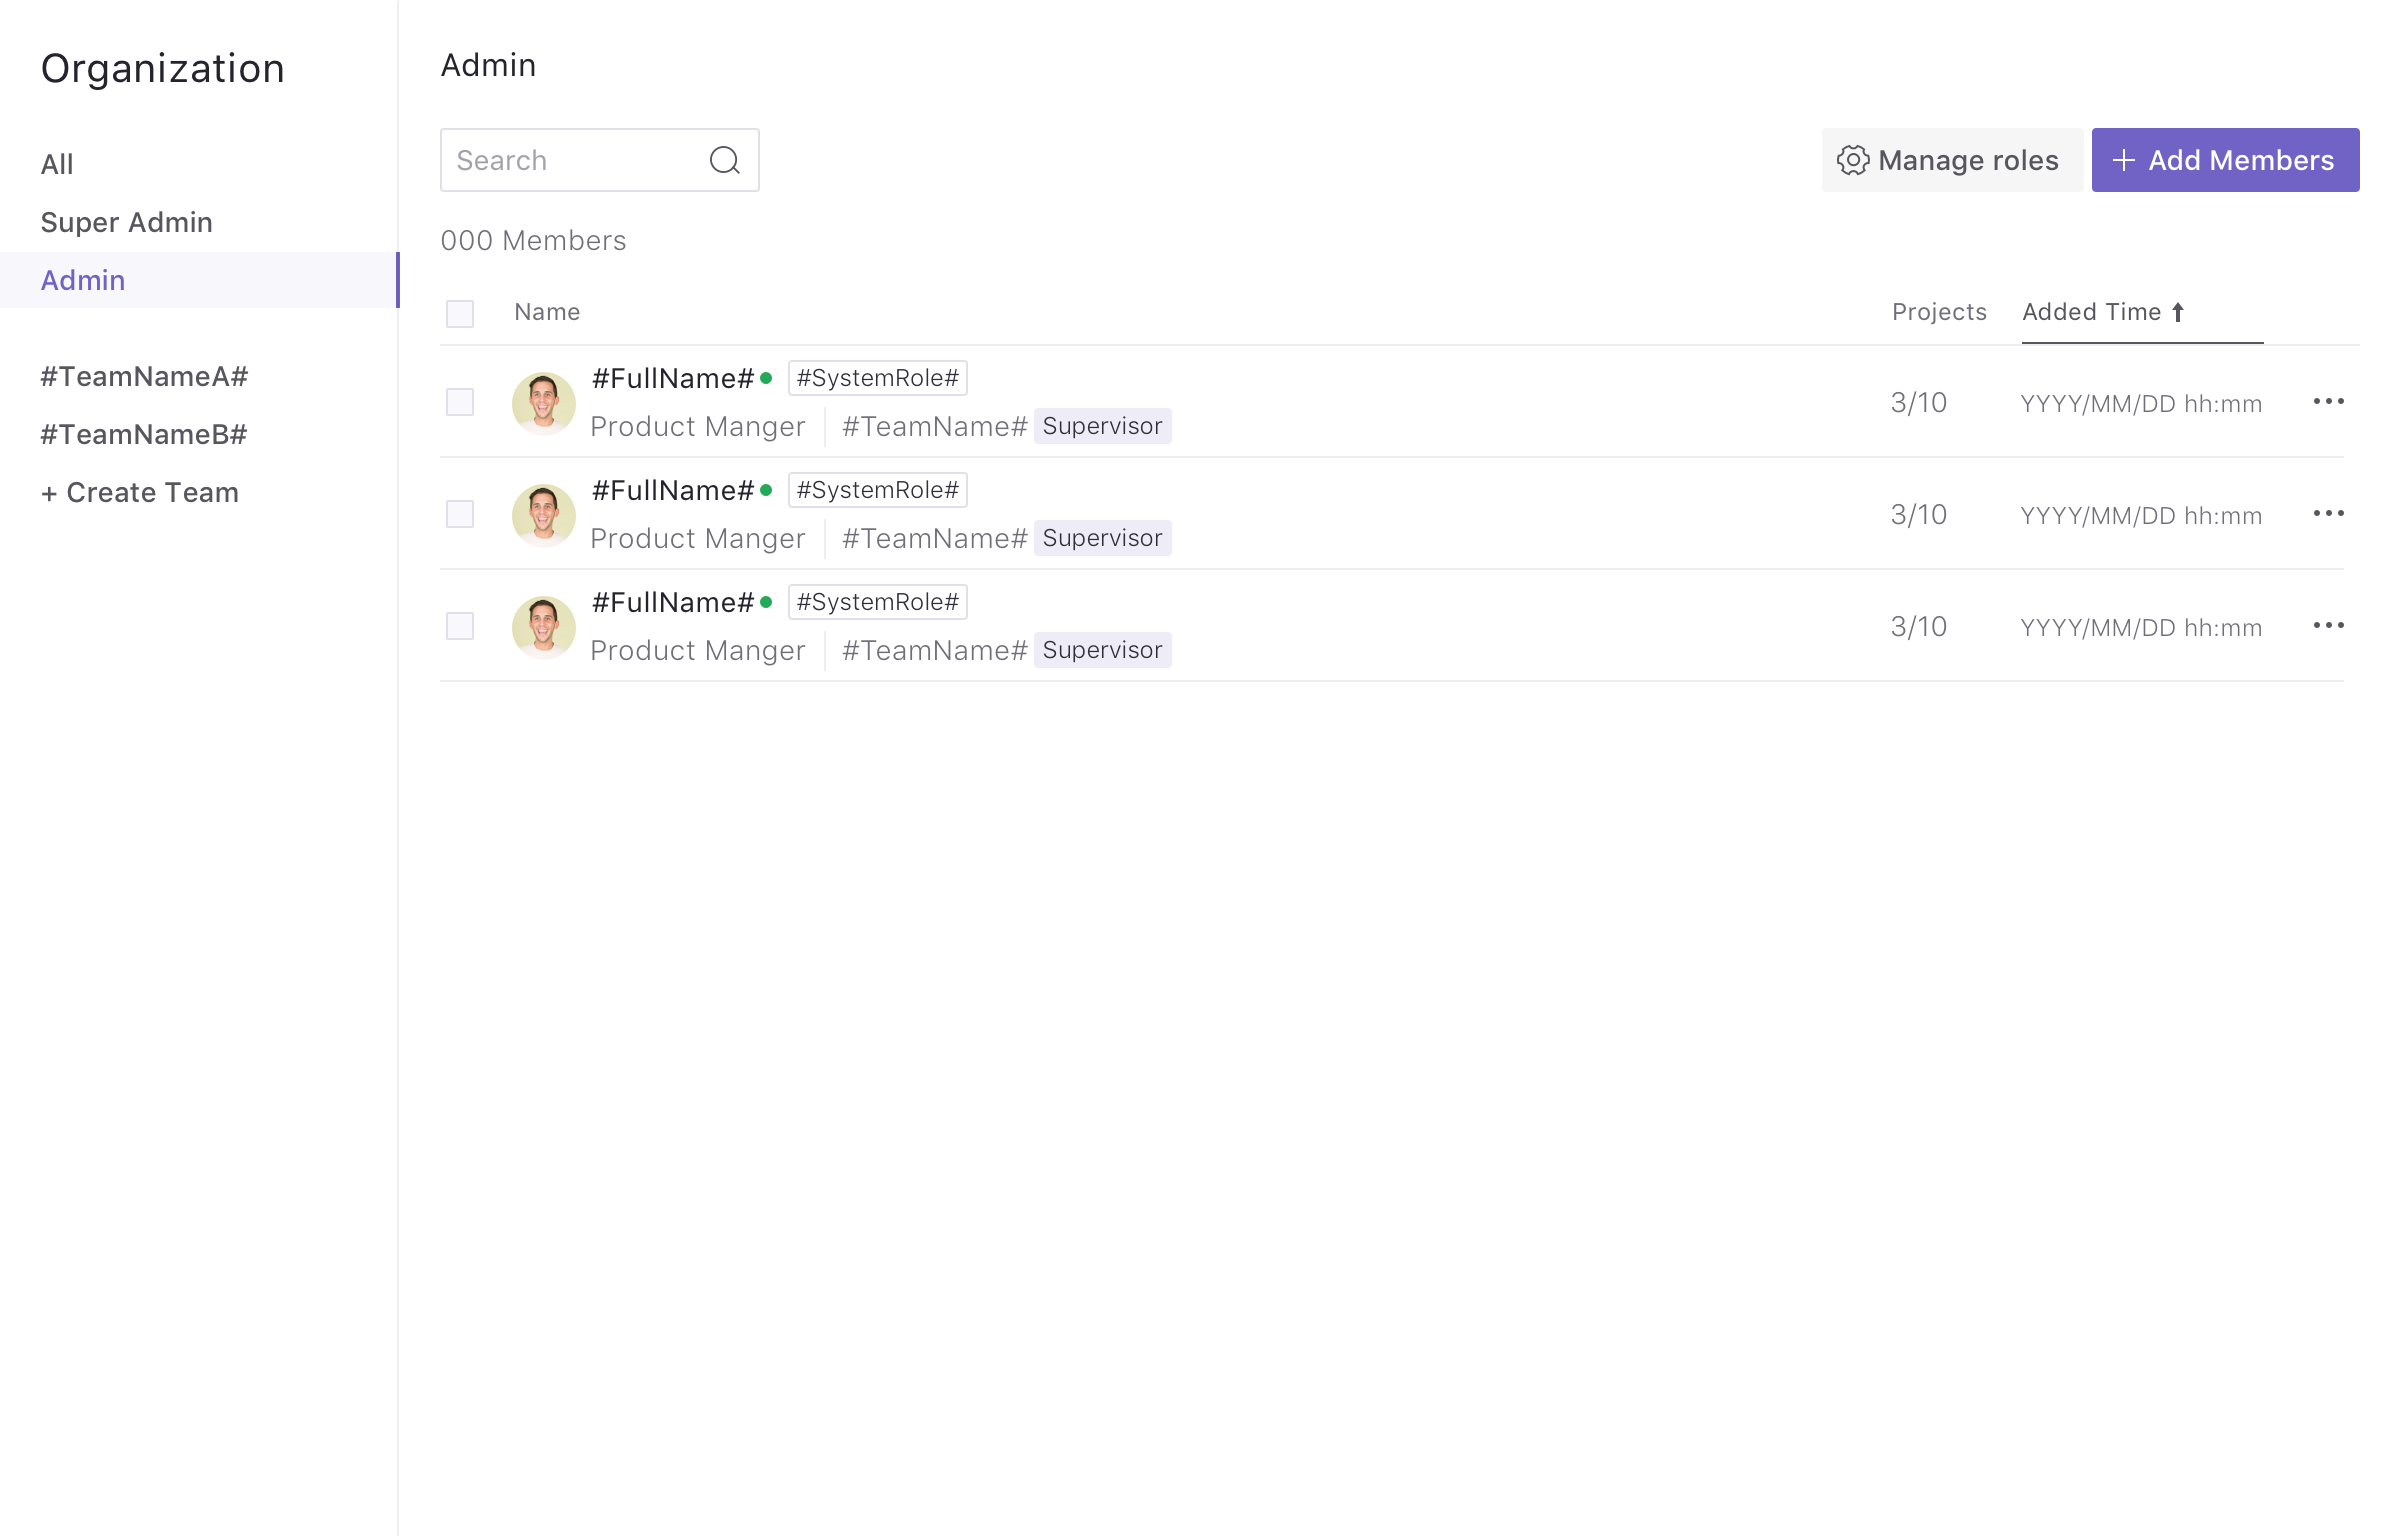 Organization
All
Super Admin
Admin
#TeamNameA#
#TeamNameB#
+ Create Team
Admin
Search
Manage roles
+ Add Members
000 Members
Name Projects Added Time
#FullName# #SystemRole#
Product Manger #TeamName# Supervisor
3/10 YYYY/MM/DD hh:mm
#FullName# #SystemRole#
Product Manger #TeamName# Supervisor
3/10 YYYY/MM/DD hh:mm
#FullName# #SystemRole#
Product Manger #TeamName# Supervisor
3/10 YYYY/MM/DD hh:mm